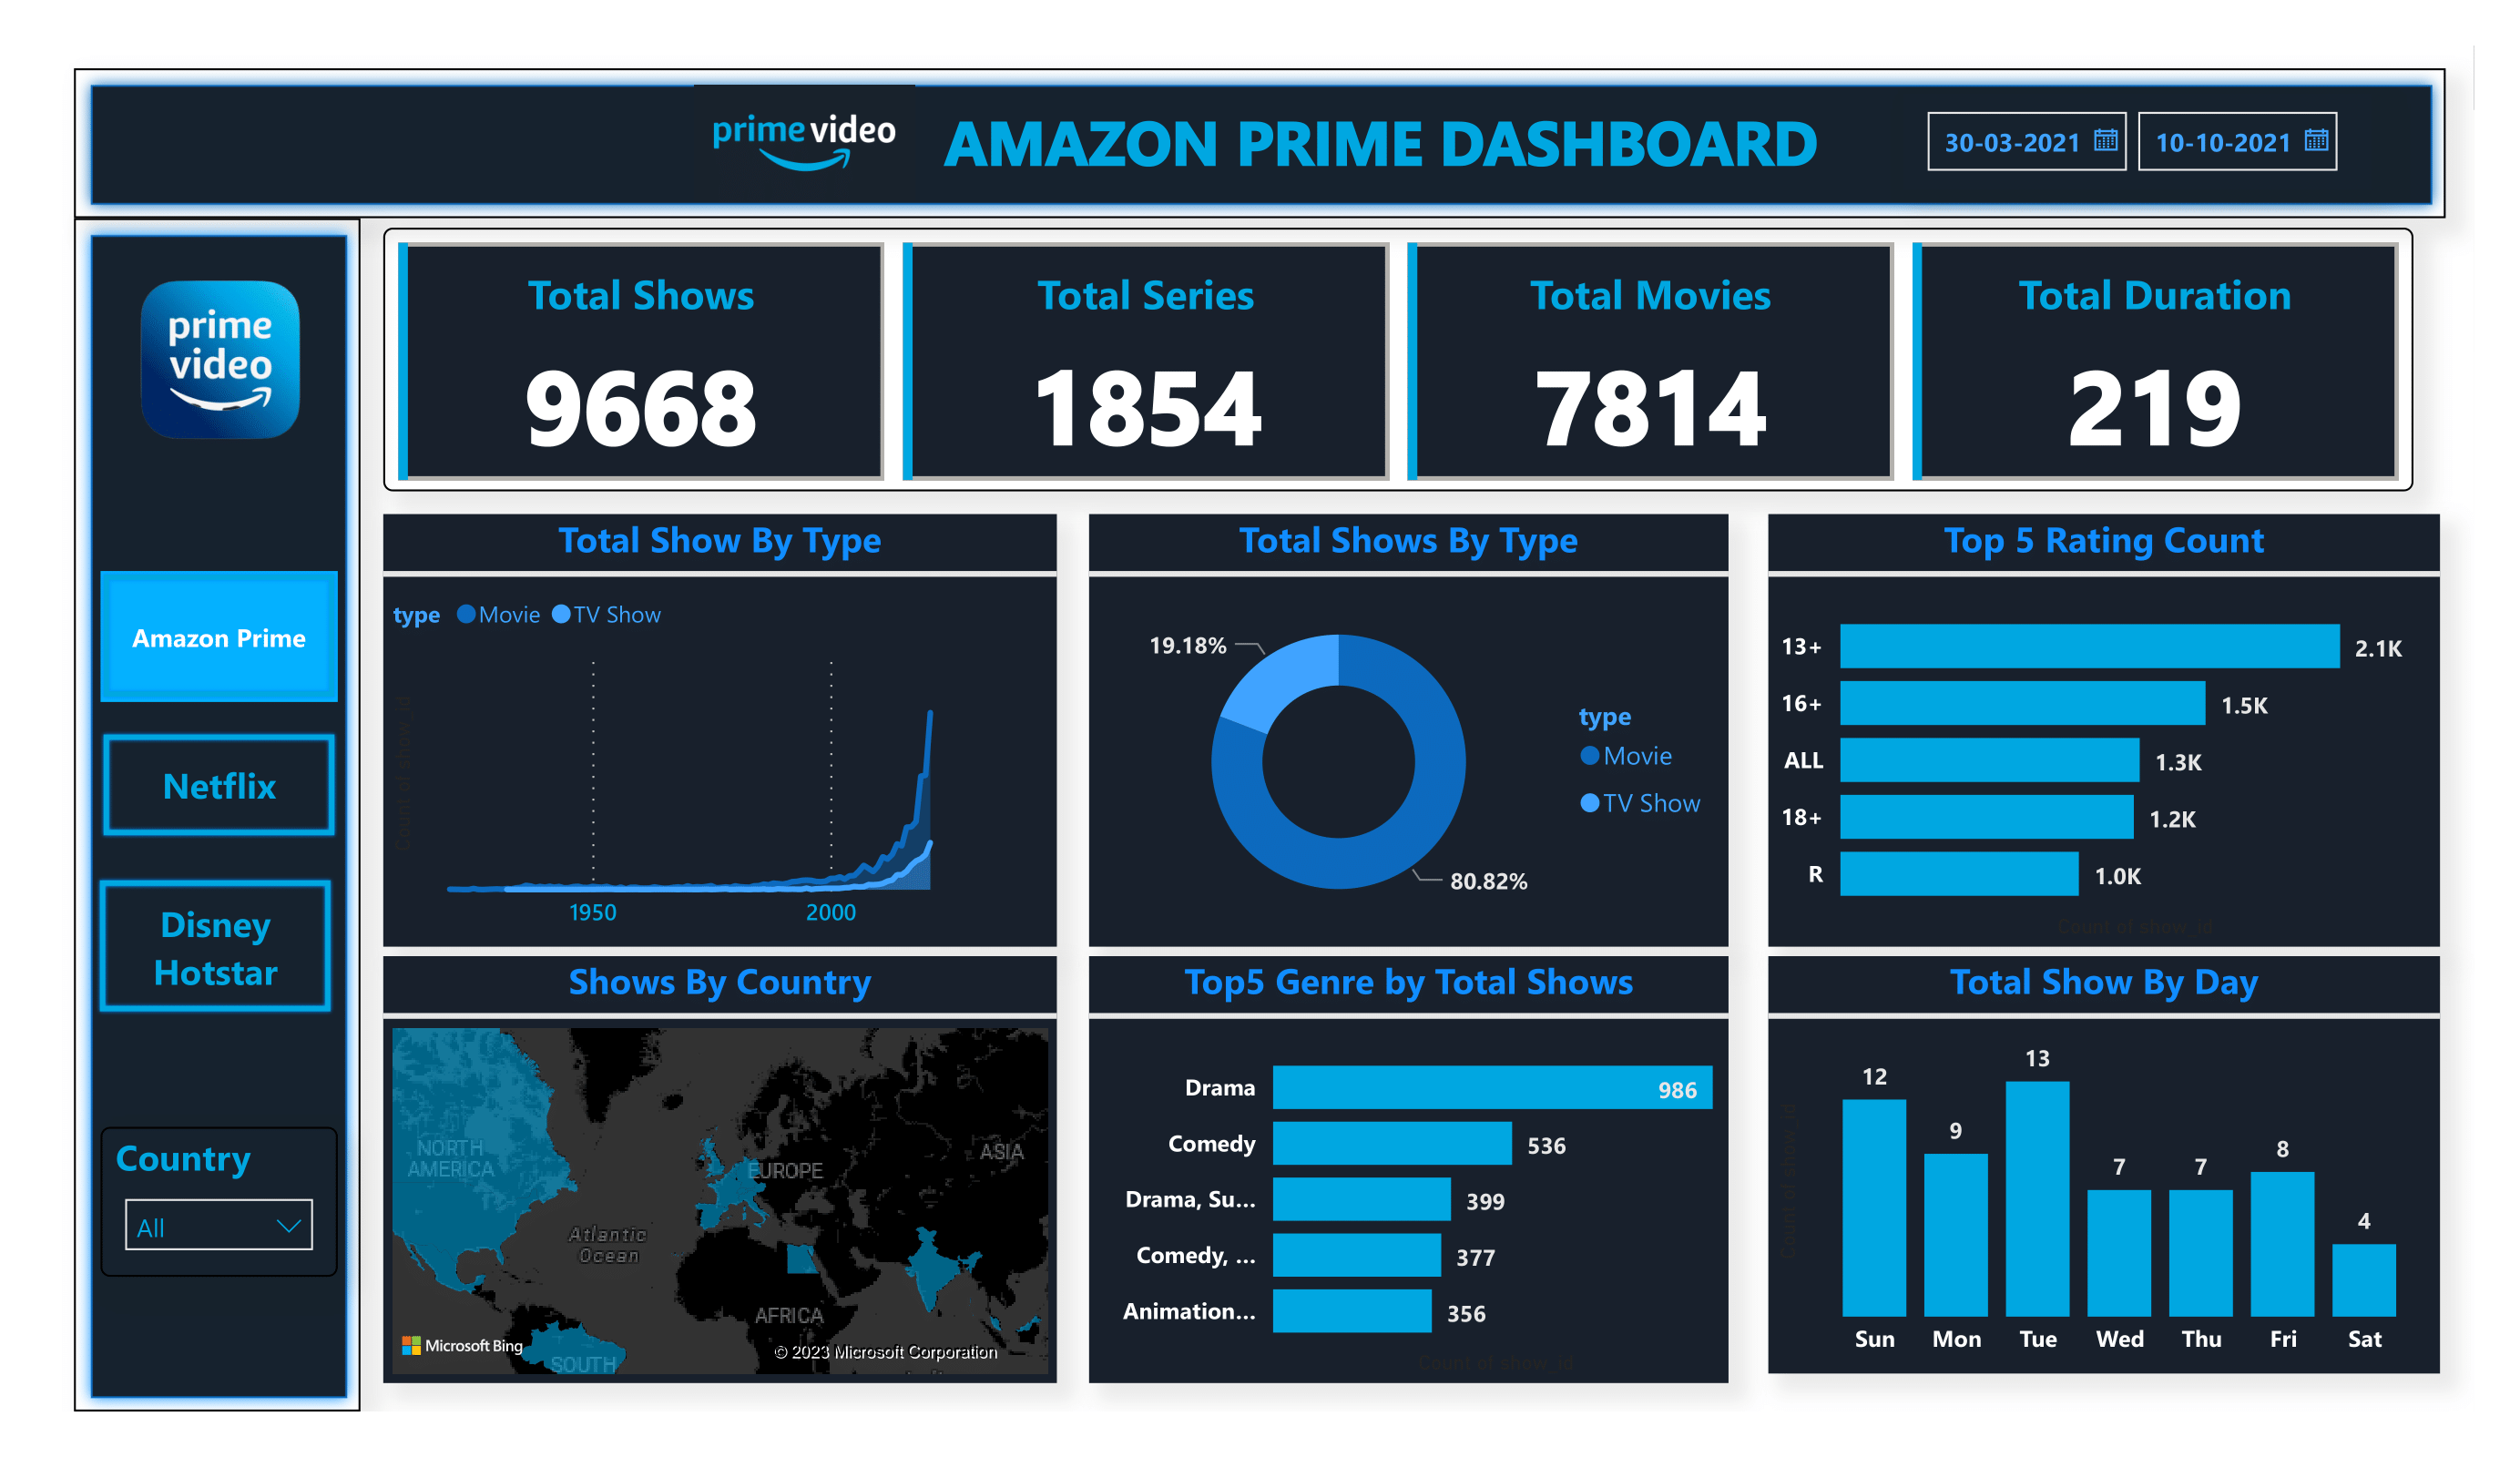 prime video
AMAZON PRIME DASHBOARD
30-03-2021
10-10-2021
prime
video
Amazon Prime
Netflix
Disney
Hotstar
Country
All
Total Shows
9668
Total Series
1854
Total Movies
7814
Total Duration
219
Total Show By Type
type Movie TV Show
Count of show_id
1950 2000
Total Shows By Type
19.18%
80.82%
type
Movie
TV Show
Top 5 Rating Count
13+ 2.1K
16+ 1.5K
ALL 1.3K
18+ 1.2K
R 1.0K
Count of show_id
Shows By Country
NORTH
AMERICA
EUROPE
ASIA
Atlantic
Ocean
AFRICA
SOUTH
Microsoft Bing
© 2023 Microsoft Corporation
Top5 Genre by Total Shows
Drama 986
Comedy 536
Drama, Su... 399
Comedy, ... 377
Animation... 356
Count of show_id
Total Show By Day
Count of show_id
12 9 13 7 7 8 4
Sun Mon Tue Wed Thu Fri Sat